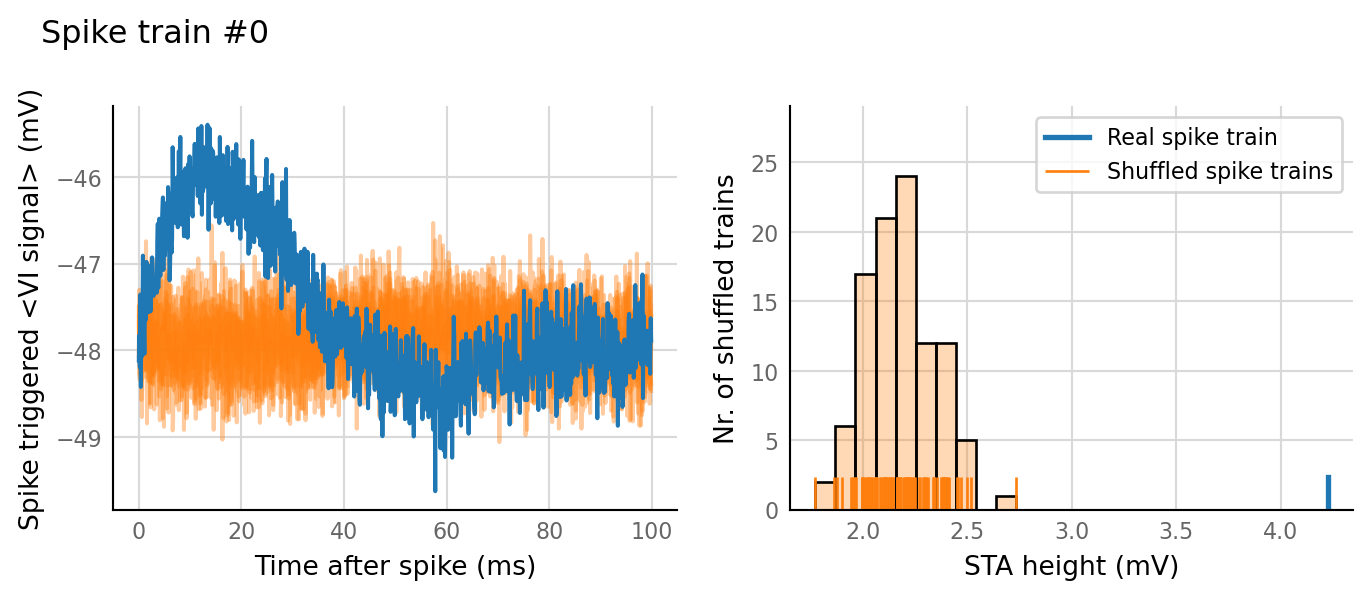 Spike train #0
Spike triggered <VI signal> (mV)
−46
−47
−48
−49
0 20 40 60 80 100
Time after spike (ms)
Nr. of shuffled trains
25
20
15
10
5
0
2.0 2.5 3.0 3.5 4.0
STA height (mV)
Real spike train
Shuffled spike trains